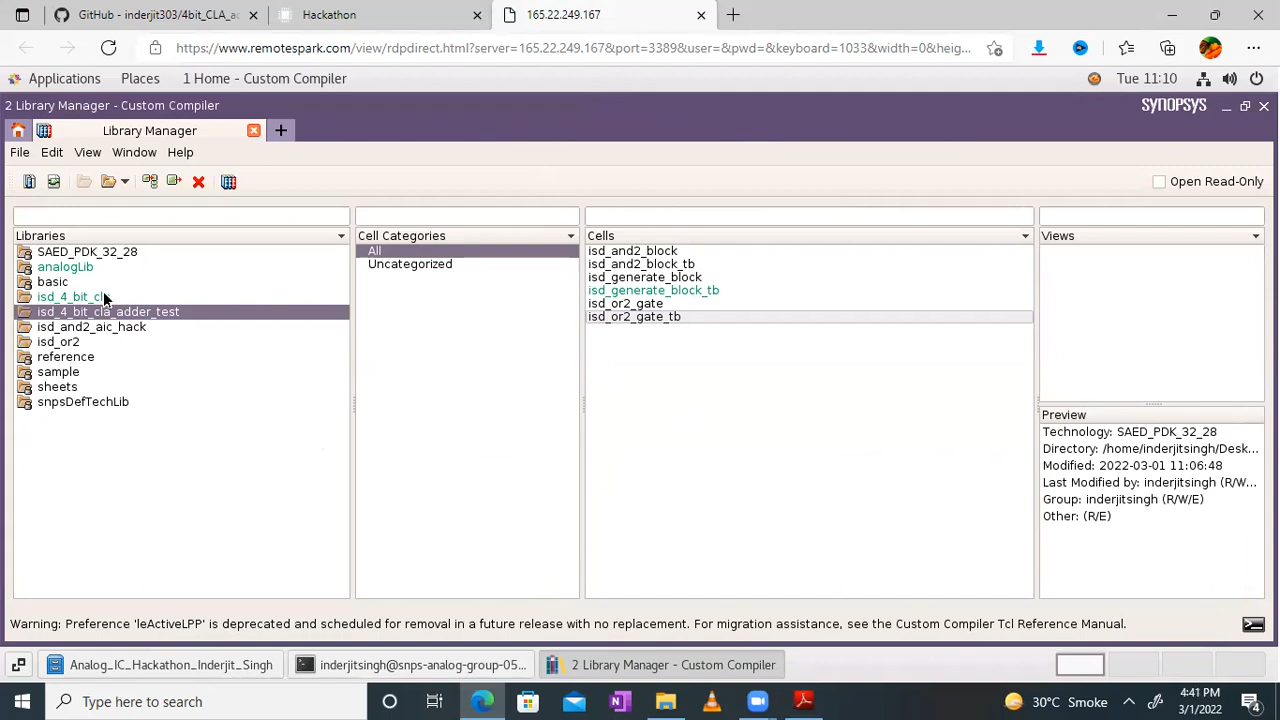 GitHub - inderjit303/4bit_CLA_ac
Hackathon
165.22.249.167
https://www.remotespark.com/view/rdpdirect.html?server=165.22.249.167&port=3389&user=&pwd=&keyboard=1033&width=0&heig...
Applications Places 1 Home - Custom Compiler
Tue 11:10
2 Library Manager - Custom Compiler
SYNOPSYS
Library Manager
File Edit View Window Help
Open Read-Only
Libraries
Cell Categories
Cells
Views
SAED_PDK_32_28
analogLib
basic
isd_4_bit_cl
isd_4_bit_cla_adder_test
isd_and2_aic_hack
isd_or2
reference
sample
sheets
snpsDefTechLib
All
Uncategorized
isd_and2_block
isd_and2_block_tb
isd_generate_block
isd_generate_block_tb
isd_or2_gate
isd_or2_gate_tb
Preview
Technology: SAED_PDK_32_28
Directory: /home/inderjitsingh/Desk...
Modified: 2022-03-01 11:06:48
Last Modified by: inderjitsingh (R/W...
Group: inderjitsingh (R/W/E)
Other: (R/E)
Warning: Preference 'leActiveLPP' is deprecated and scheduled for removal in a future release with no replacement. For migration assistance, see the Custom Compiler Tcl Reference Manual.
Analog_IC_Hackathon_Inderjit_Singh
inderjitsingh@snps-analog-group-05...
2 Library Manager - Custom Compiler
Type here to search
30°C Smoke
4:41 PM
3/1/2022
4